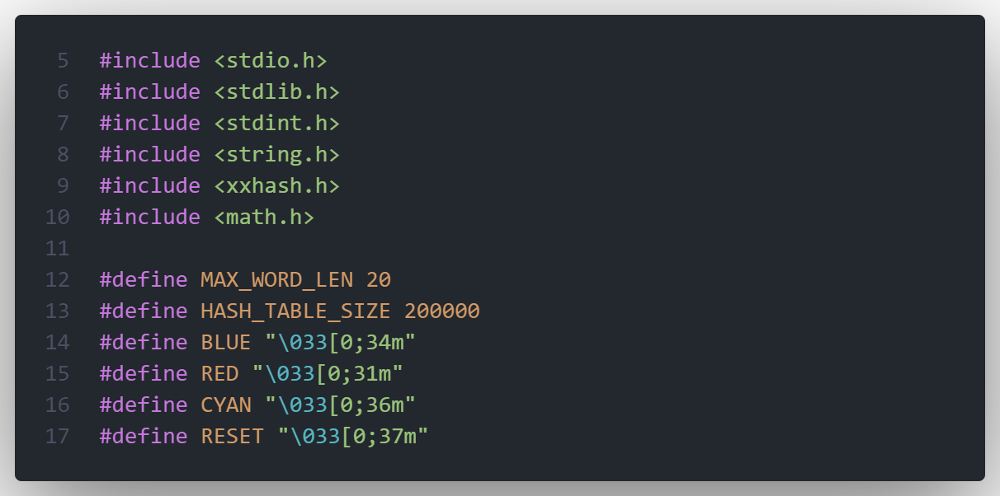 5 #include <stdio.h>
6 #include <stdlib.h>
7 #include <stdint.h>
8 #include <string.h>
9 #include <xxhash.h>
10 #include <math.h>
11
12 #define MAX_WORD_LEN 20
13 #define HASH_TABLE_SIZE 200000
14 #define BLUE "\033[0;34m"
15 #define RED "\033[0;31m"
16 #define CYAN "\033[0;36m"
17 #define RESET "\033[0;37m"